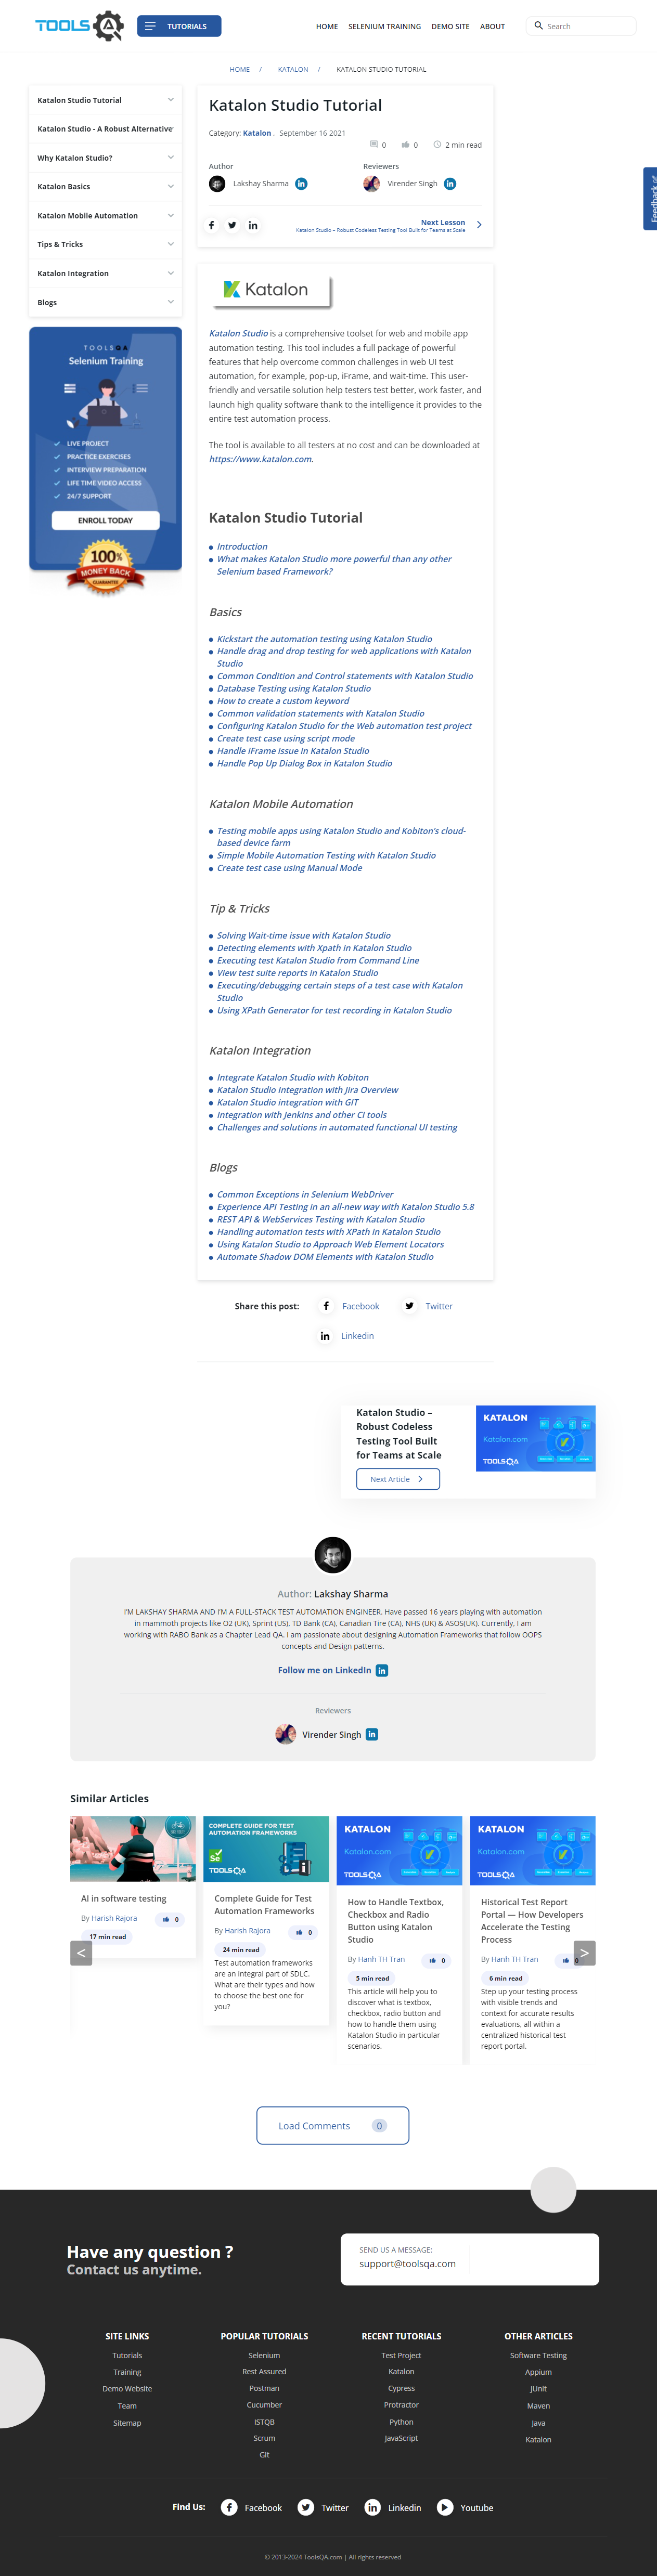 TOOLS QA
TUTORIALS
HOME
SELENIUM TRAINING
DEMO SITE
ABOUT
Search
HOME / KATALON / KATALON STUDIO TUTORIAL
Katalon Studio Tutorial
Katalon Studio - A Robust Alternative
Why Katalon Studio?
Katalon Basics
Katalon Mobile Automation
Tips & Tricks
Katalon Integration
Blogs
TOOLSQA
Selenium Training
LIVE PROJECT
PRACTICE EXERCISES
INTERVIEW PREPARATION
LIFE TIME VIDEO ACCESS
24/7 SUPPORT
ENROLL TODAY
100%
MONEY BACK
GUARANTEE
Katalon Studio Tutorial
Category: Katalon . September 16 2021
0 0 2 min read
Author
Lakshay Sharma
Reviewers
Virender Singh
Next Lesson
Katalon Studio – Robust Codeless Testing Tool Built for Teams at Scale
Feedback
Katalon
Katalon Studio is a comprehensive toolset for web and mobile app
automation testing. This tool includes a full package of powerful
features that help overcome common challenges in web UI test
automation, for example, pop-up, iFrame, and wait-time. This user-
friendly and versatile solution help testers test better, work faster, and
launch high quality software thank to the intelligence it provides to the
entire test automation process.
The tool is available to all testers at no cost and can be downloaded at
https://www.katalon.com.
Katalon Studio Tutorial
Introduction
What makes Katalon Studio more powerful than any other
Selenium based Framework?
Basics
Kickstart the automation testing using Katalon Studio
Handle drag and drop testing for web applications with Katalon
Studio
Common Condition and Control statements with Katalon Studio
Database Testing using Katalon Studio
How to create a custom keyword
Common validation statements with Katalon Studio
Configuring Katalon Studio for the Web automation test project
Create test case using script mode
Handle iFrame issue in Katalon Studio
Handle Pop Up Dialog Box in Katalon Studio
Katalon Mobile Automation
Testing mobile apps using Katalon Studio and Kobiton's cloud-
based device farm
Simple Mobile Automation Testing with Katalon Studio
Create test case using Manual Mode
Tip & Tricks
Solving Wait-time issue with Katalon Studio
Detecting elements with Xpath in Katalon Studio
Executing test Katalon Studio from Command Line
View test suite reports in Katalon Studio
Executing/debugging certain steps of a test case with Katalon
Studio
Using XPath Generator for test recording in Katalon Studio
Katalon Integration
Integrate Katalon Studio with Kobiton
Katalon Studio Integration with Jira Overview
Katalon Studio integration with GIT
Integration with Jenkins and other CI tools
Challenges and solutions in automated functional UI testing
Blogs
Common Exceptions in Selenium WebDriver
Experience API Testing in an all-new way with Katalon Studio 5.8
REST API & WebServices Testing with Katalon Studio
Handling automation tests with XPath in Katalon Studio
Using Katalon Studio to Approach Web Element Locators
Automate Shadow DOM Elements with Katalon Studio
Share this post:
Facebook
Twitter
Linkedin
Katalon Studio –
Robust Codeless
Testing Tool Built
for Teams at Scale
Next Article
KATALON
Katalon.com
TOOLSQA
Author: Lakshay Sharma
I'M LAKSHAY SHARMA AND I'M A FULL-STACK TEST AUTOMATION ENGINEER. Have passed 16 years playing with automation
in mammoth projects like O2 (UK), Sprint (US), TD Bank (CA), Canadian Tire (CA), NHS (UK) & ASOS(UK). Currently, I am
working with RABO Bank as a Chapter Lead QA. I am passionate about designing Automation Frameworks that follow OOPS
concepts and Design patterns.
Follow me on LinkedIn
Reviewers
Virender Singh
Similar Articles
AI in software testing
By Harish Rajora
0
17 min read
<
COMPLETE GUIDE FOR TEST
AUTOMATION FRAMEWORKS
Se
TOOLSQA
Complete Guide for Test
Automation Frameworks
By Harish Rajora
0
24 min read
Test automation frameworks
are an integral part of SDLC.
What are their types and how
to choose the best one for
you?
KATALON
Katalon.com
TOOLSQA
How to Handle Textbox,
Checkbox and Radio
Button using Katalon
Studio
By Hanh TH Tran
0
5 min read
This article will help you to
discover what is textbox,
checkbox, radio button and
how to handle them using
Katalon Studio in particular
scenarios.
KATALON
Katalon.com
TOOLSQA
Historical Test Report
Portal — How Developers
Accelerate the Testing
Process
By Hanh TH Tran
0
6 min read
Step up your testing process
with visible trends and
context for accurate results
evaluations, all within a
centralized historical test
report portal.
>
Load Comments 0
Have any question ?
Contact us anytime.
SEND US A MESSAGE:
support@toolsqa.com
SITE LINKS
Tutorials
Training
Demo Website
Team
Sitemap
POPULAR TUTORIALS
Selenium
Rest Assured
Postman
Cucumber
ISTQB
Scrum
Git
RECENT TUTORIALS
Test Project
Katalon
Cypress
Protractor
Python
JavaScript
OTHER ARTICLES
Software Testing
Appium
JUnit
Maven
Java
Katalon
Find Us:
Facebook
Twitter
Linkedin
Youtube
© 2013-2024 ToolsQA.com | All rights reserved